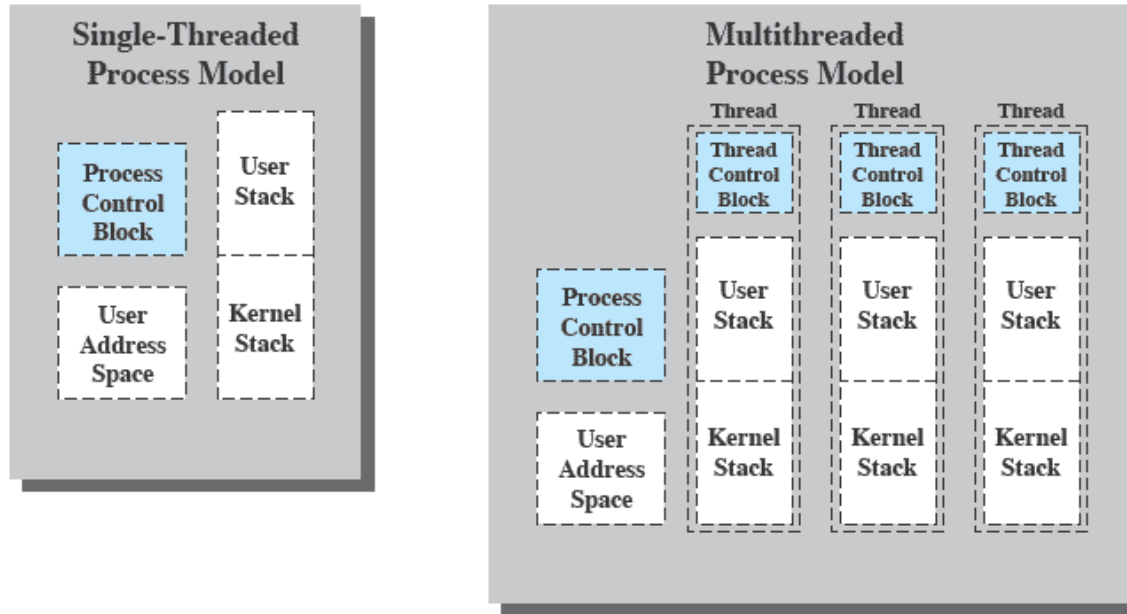 Single-Threaded
Process Model
Process
Control
Block
User
Stack
User
Address
Space
Kernel
Stack
Multithreaded
Process Model
Thread
Thread
Thread
Thread
Control
Block
Thread
Control
Block
Thread
Control
Block
Process
Control
Block
User
Stack
User
Stack
User
Stack
User
Address
Space
Kernel
Stack
Kernel
Stack
Kernel
Stack